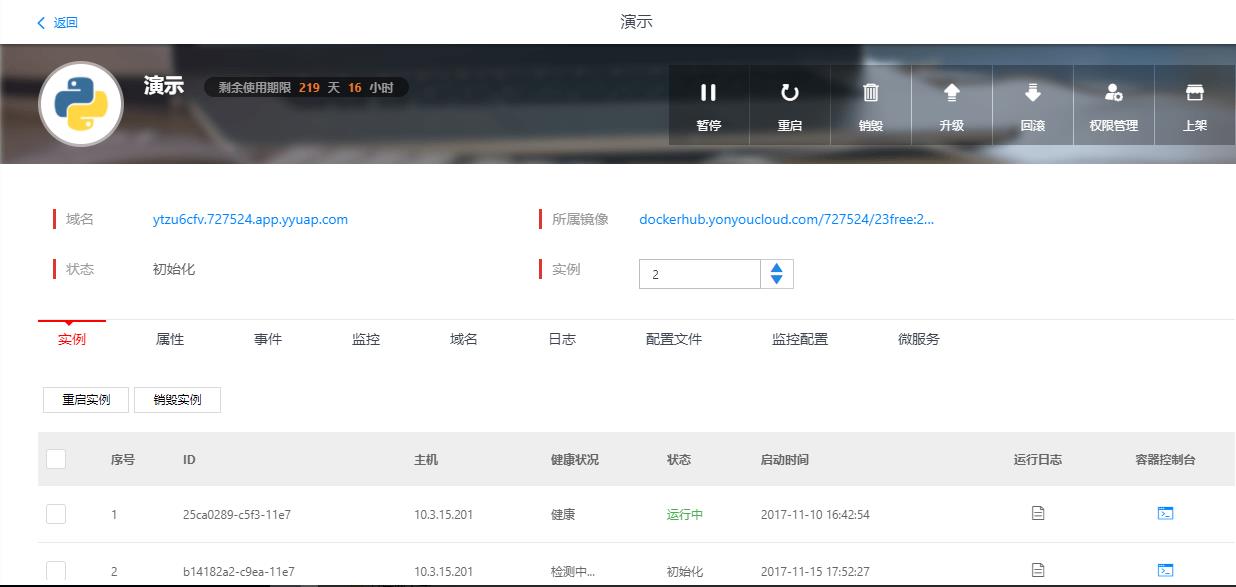 返回
演示
演示 剩余使用期限 219 天 16 小时
暂停 重启 销毁 升级 回滚 权限管理 上架
域名 ytzu6cfv.727524.app.yyuap.com 所属镜像 dockerhub.yonyoucloud.com/727524/23free:2...
状态 初始化 实例 2
实例 属性 事件 监控 域名 日志 配置文件 监控配置 微服务
重启实例 销毁实例
序号 ID 主机 健康状况 状态 启动时间 运行日志 容器控制台
1 25ca0289-c5f3-11e7 10.3.15.201 健康 运行中 2017-11-10 16:42:54
2 b14182a2-c9ea-11e7 10.3.15.201 检测中... 初始化 2017-11-15 17:52:27